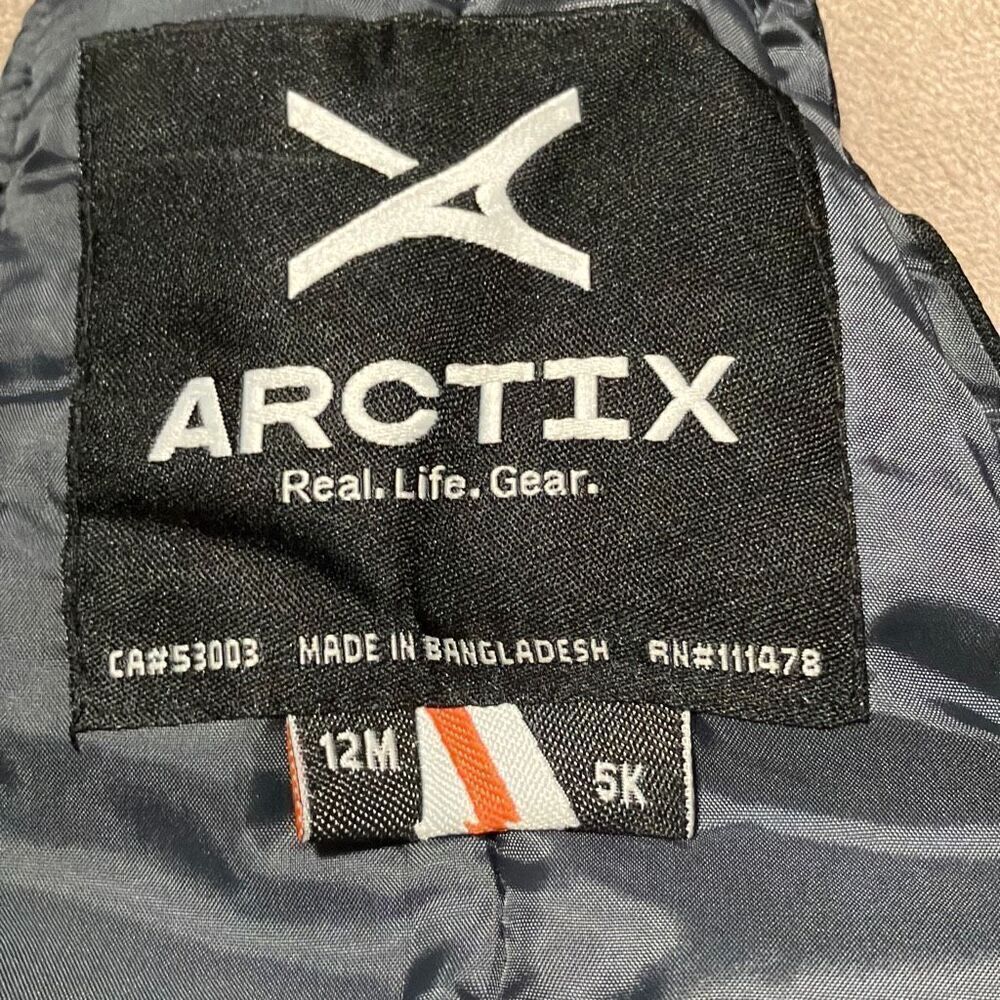 ARCTIX
Real. Life. Gear.
CA#53003 MADE IN BANGLADESH RN#111478
12M 5K